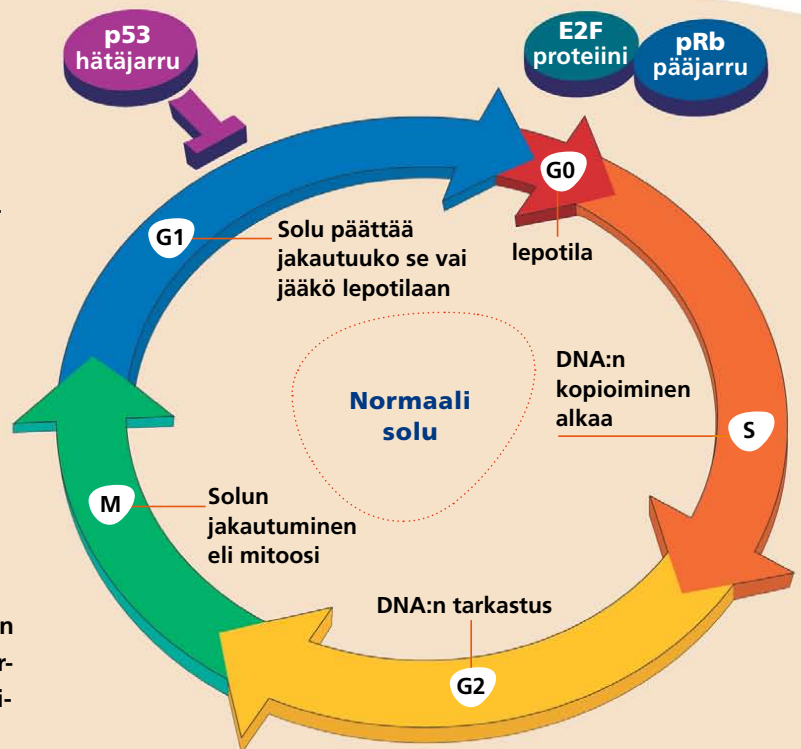 p53
hätäjarru
E2F
proteiini
pRb
pääjarru
G0
lepotila
G1
Solu päättää
jakautuuko se vai
jääkö lepotilaan
DNA:n
kopioiminen
alkaa
S
Normaali
solu
M
Solun
jakautuminen
eli mitoosi
DNA:n tarkastus
G2